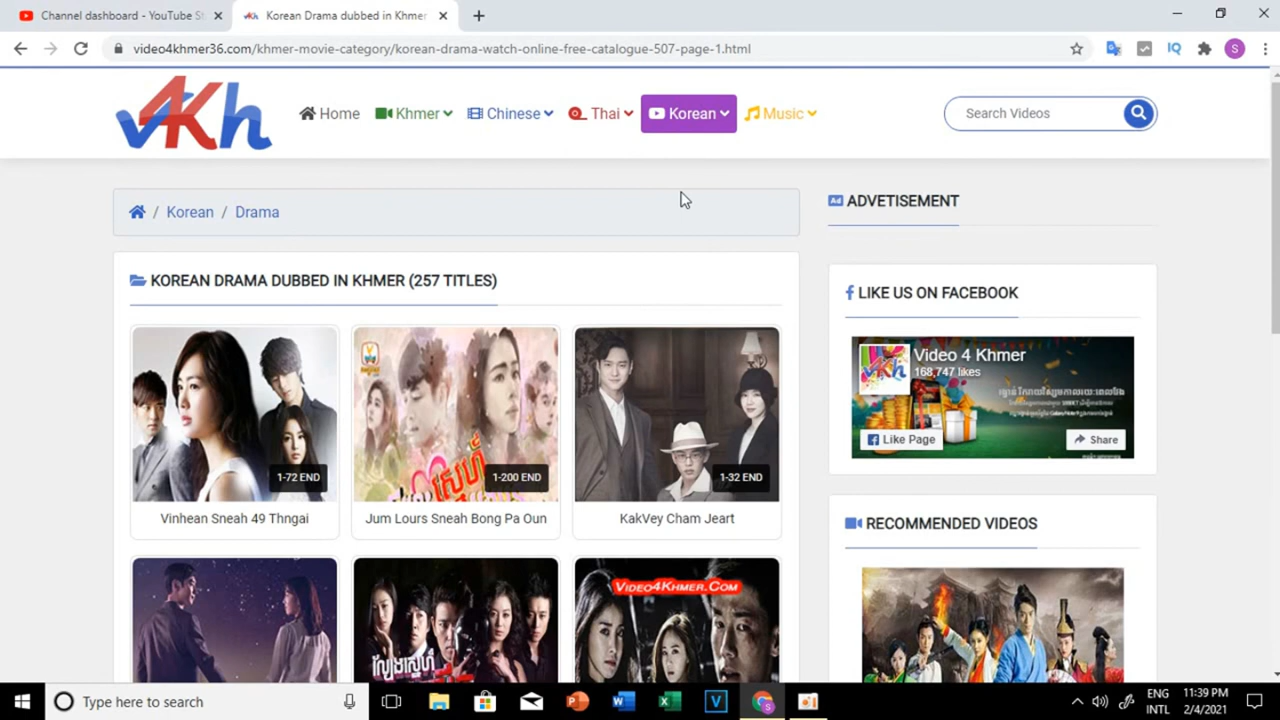 Channel dashboard - YouTube St
Korean Drama dubbed in Khmer
video4khmer36.com/khmer-movie-category/korean-drama-watch-online-free-catalogue-507-page-1.html
IQ
S
v4Kh
Home
Khmer
Chinese
Thai
Korean
Music
Search Videos
/ Korean / Drama
Ad ADVETISEMENT
KOREAN DRAMA DUBBED IN KHMER (257 TITLES)
LIKE US ON FACEBOOK
Video 4 Khmer
168,747 likes
Like Page
Share
1-72 END
1-200 END
1-32 END
Vinhean Sneah 49 Thngai
Jum Lours Sneah Bong Pa Oun
KakVey Cham Jeart
RECOMMENDED VIDEOS
VIDEO4KHMER.COM
Type here to search
ENG
INTL
11:39 PM
2/4/2021